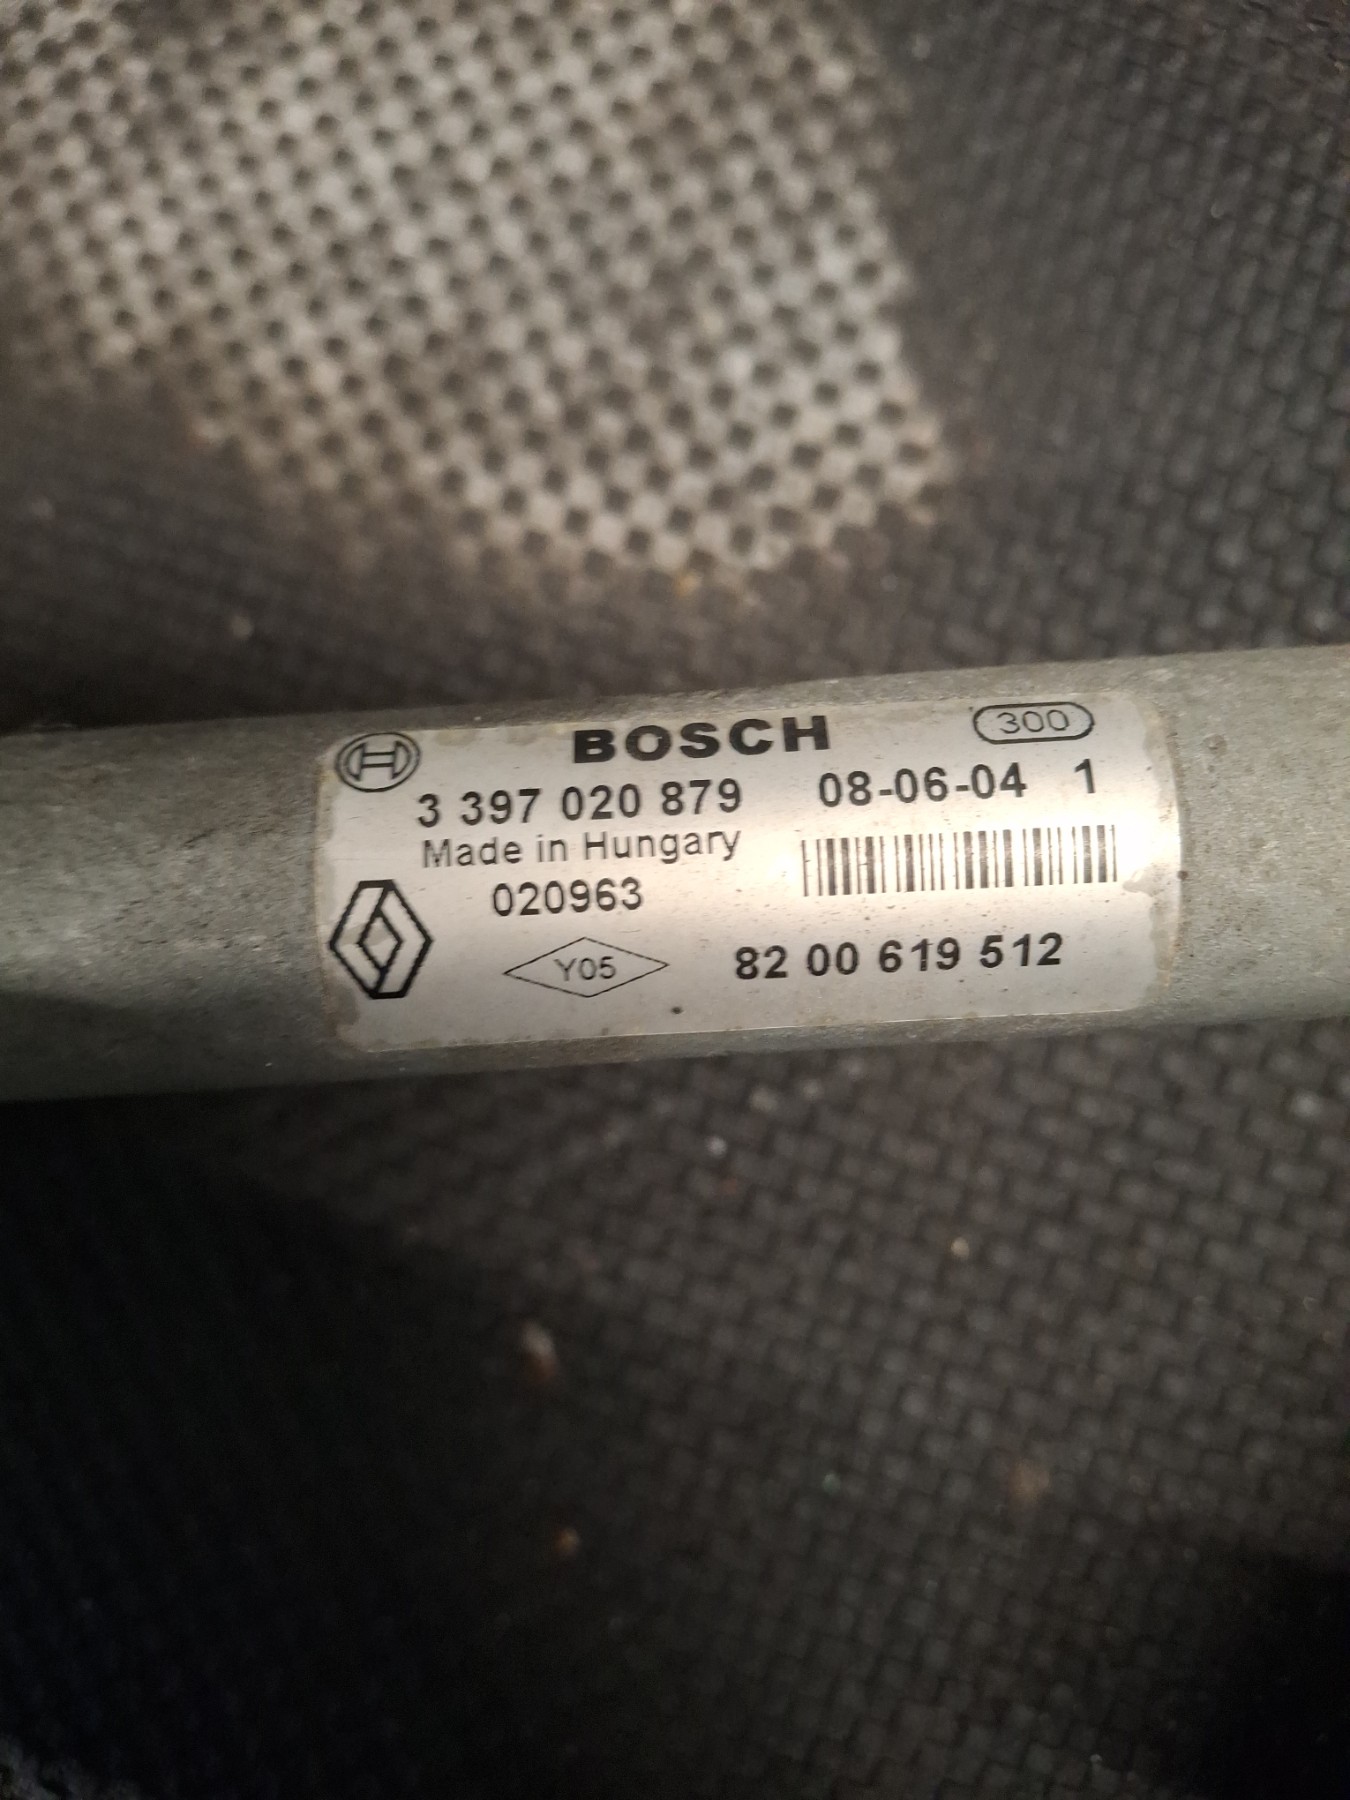 BOSCH 300
3 397 020 879 08-06-04 1
Made in Hungary
020963
Y05 82 00 619 512